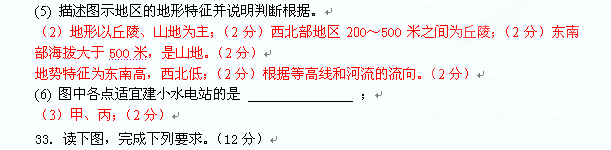 (5) 描述图示地区的地形特征并说明判断根据。
（2）地形以丘陵、山地为主；（2 分）西北部地区 200～500 米之间为丘陵；（2 分）东南
部海拔大于 500 米，是山地。（2 分）
地势特征为东南高，西北低；（2 分）根据等高线和河流的流向。（2 分）
(6) 图中各点适宜建小水电站的是 ______________ ；
（3）甲、丙；（2 分）
33．读下图，完成下列要求。（12 分）